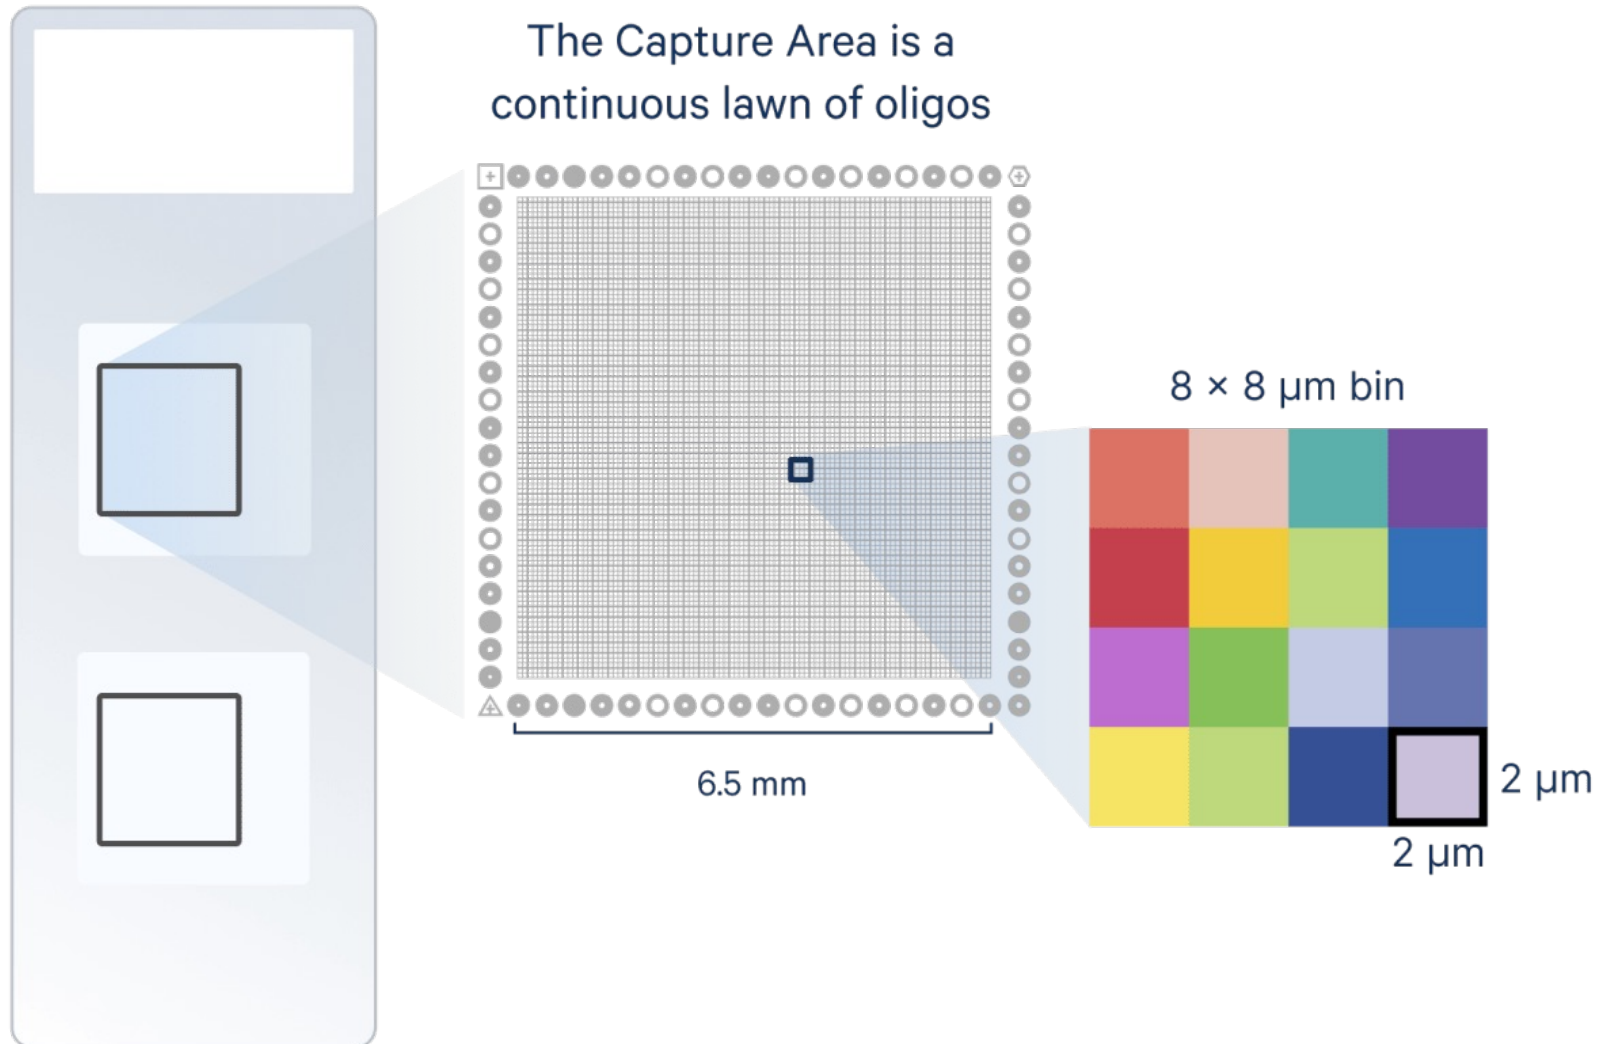 The Capture Area is a
continuous lawn of oligos
6.5 mm
8 × 8 µm bin
2 µm
2 µm